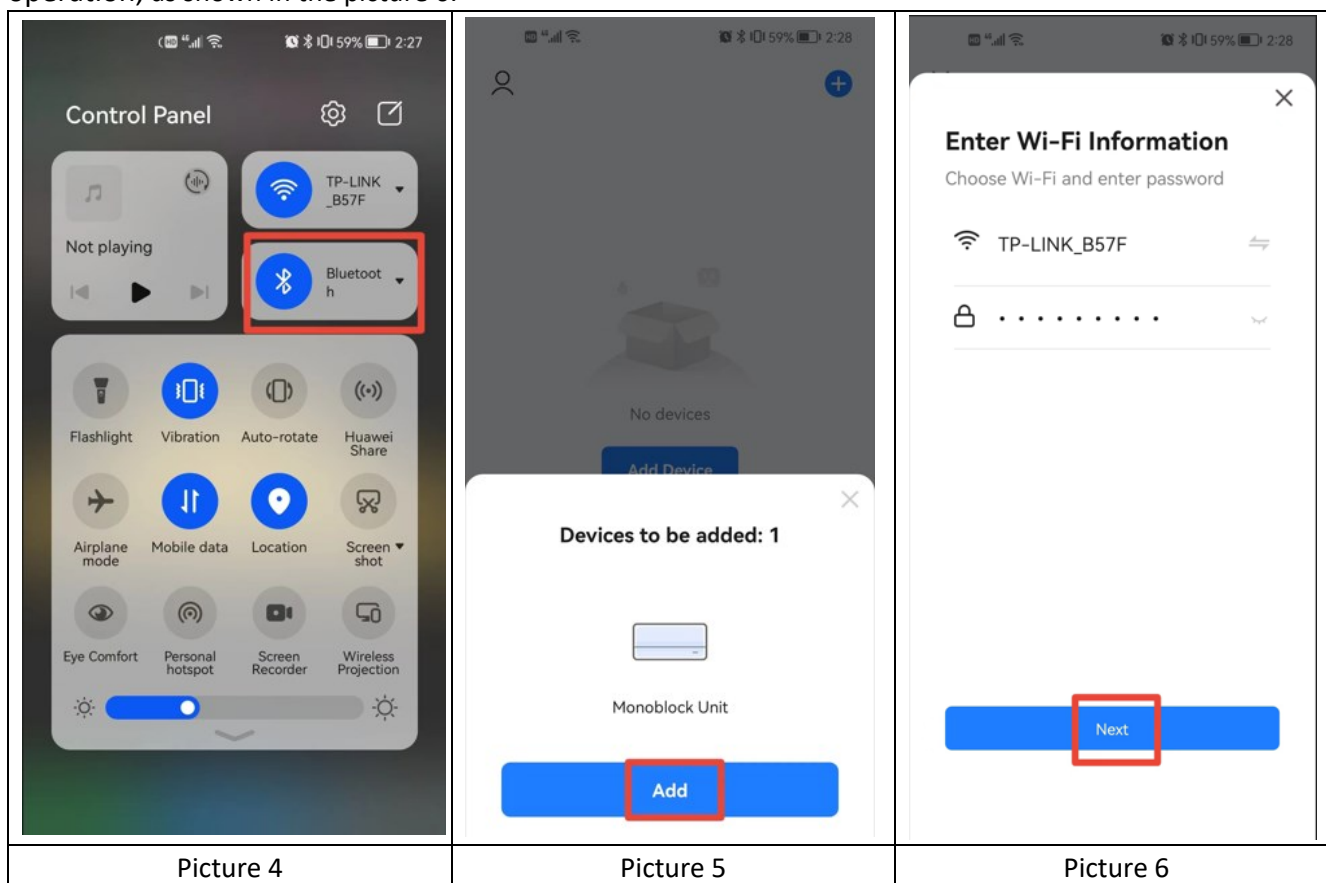 operation, as shown in the picture 6.
59% 2:27
Control Panel
TP-LINK
_B57F
Not playing
Bluetoot
h
Flashlight Vibration Auto-rotate Huawei
Share
Airplane
mode Mobile data Location Screen
shot
Eye Comfort Personal
hotspot Screen
Recorder Wireless
Projection
59% 2:28
No devices
Add Device
Devices to be added: 1
Monoblock Unit
Add
59% 2:28
Enter Wi-Fi Information
Choose Wi-Fi and enter password
TP-LINK_B57F
Next
Picture 4 Picture 5 Picture 6